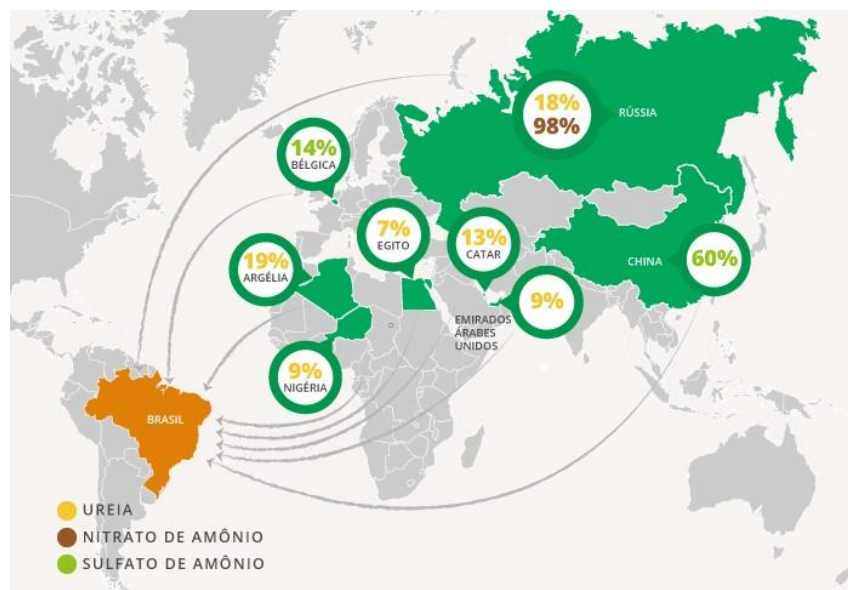 18%
98%
RÚSSIA
14%
BÉLGICA
7%
EGITO
13%
CATAR
19%
ARGÉLIA
CHINA
60%
9%
EMIRADOS
ÁRABES
UNIDOS
9%
NIGÉRIA
BRASIL
UREIA
NITRATO DE AMÔNIO
SULFATO DE AMÔNIO